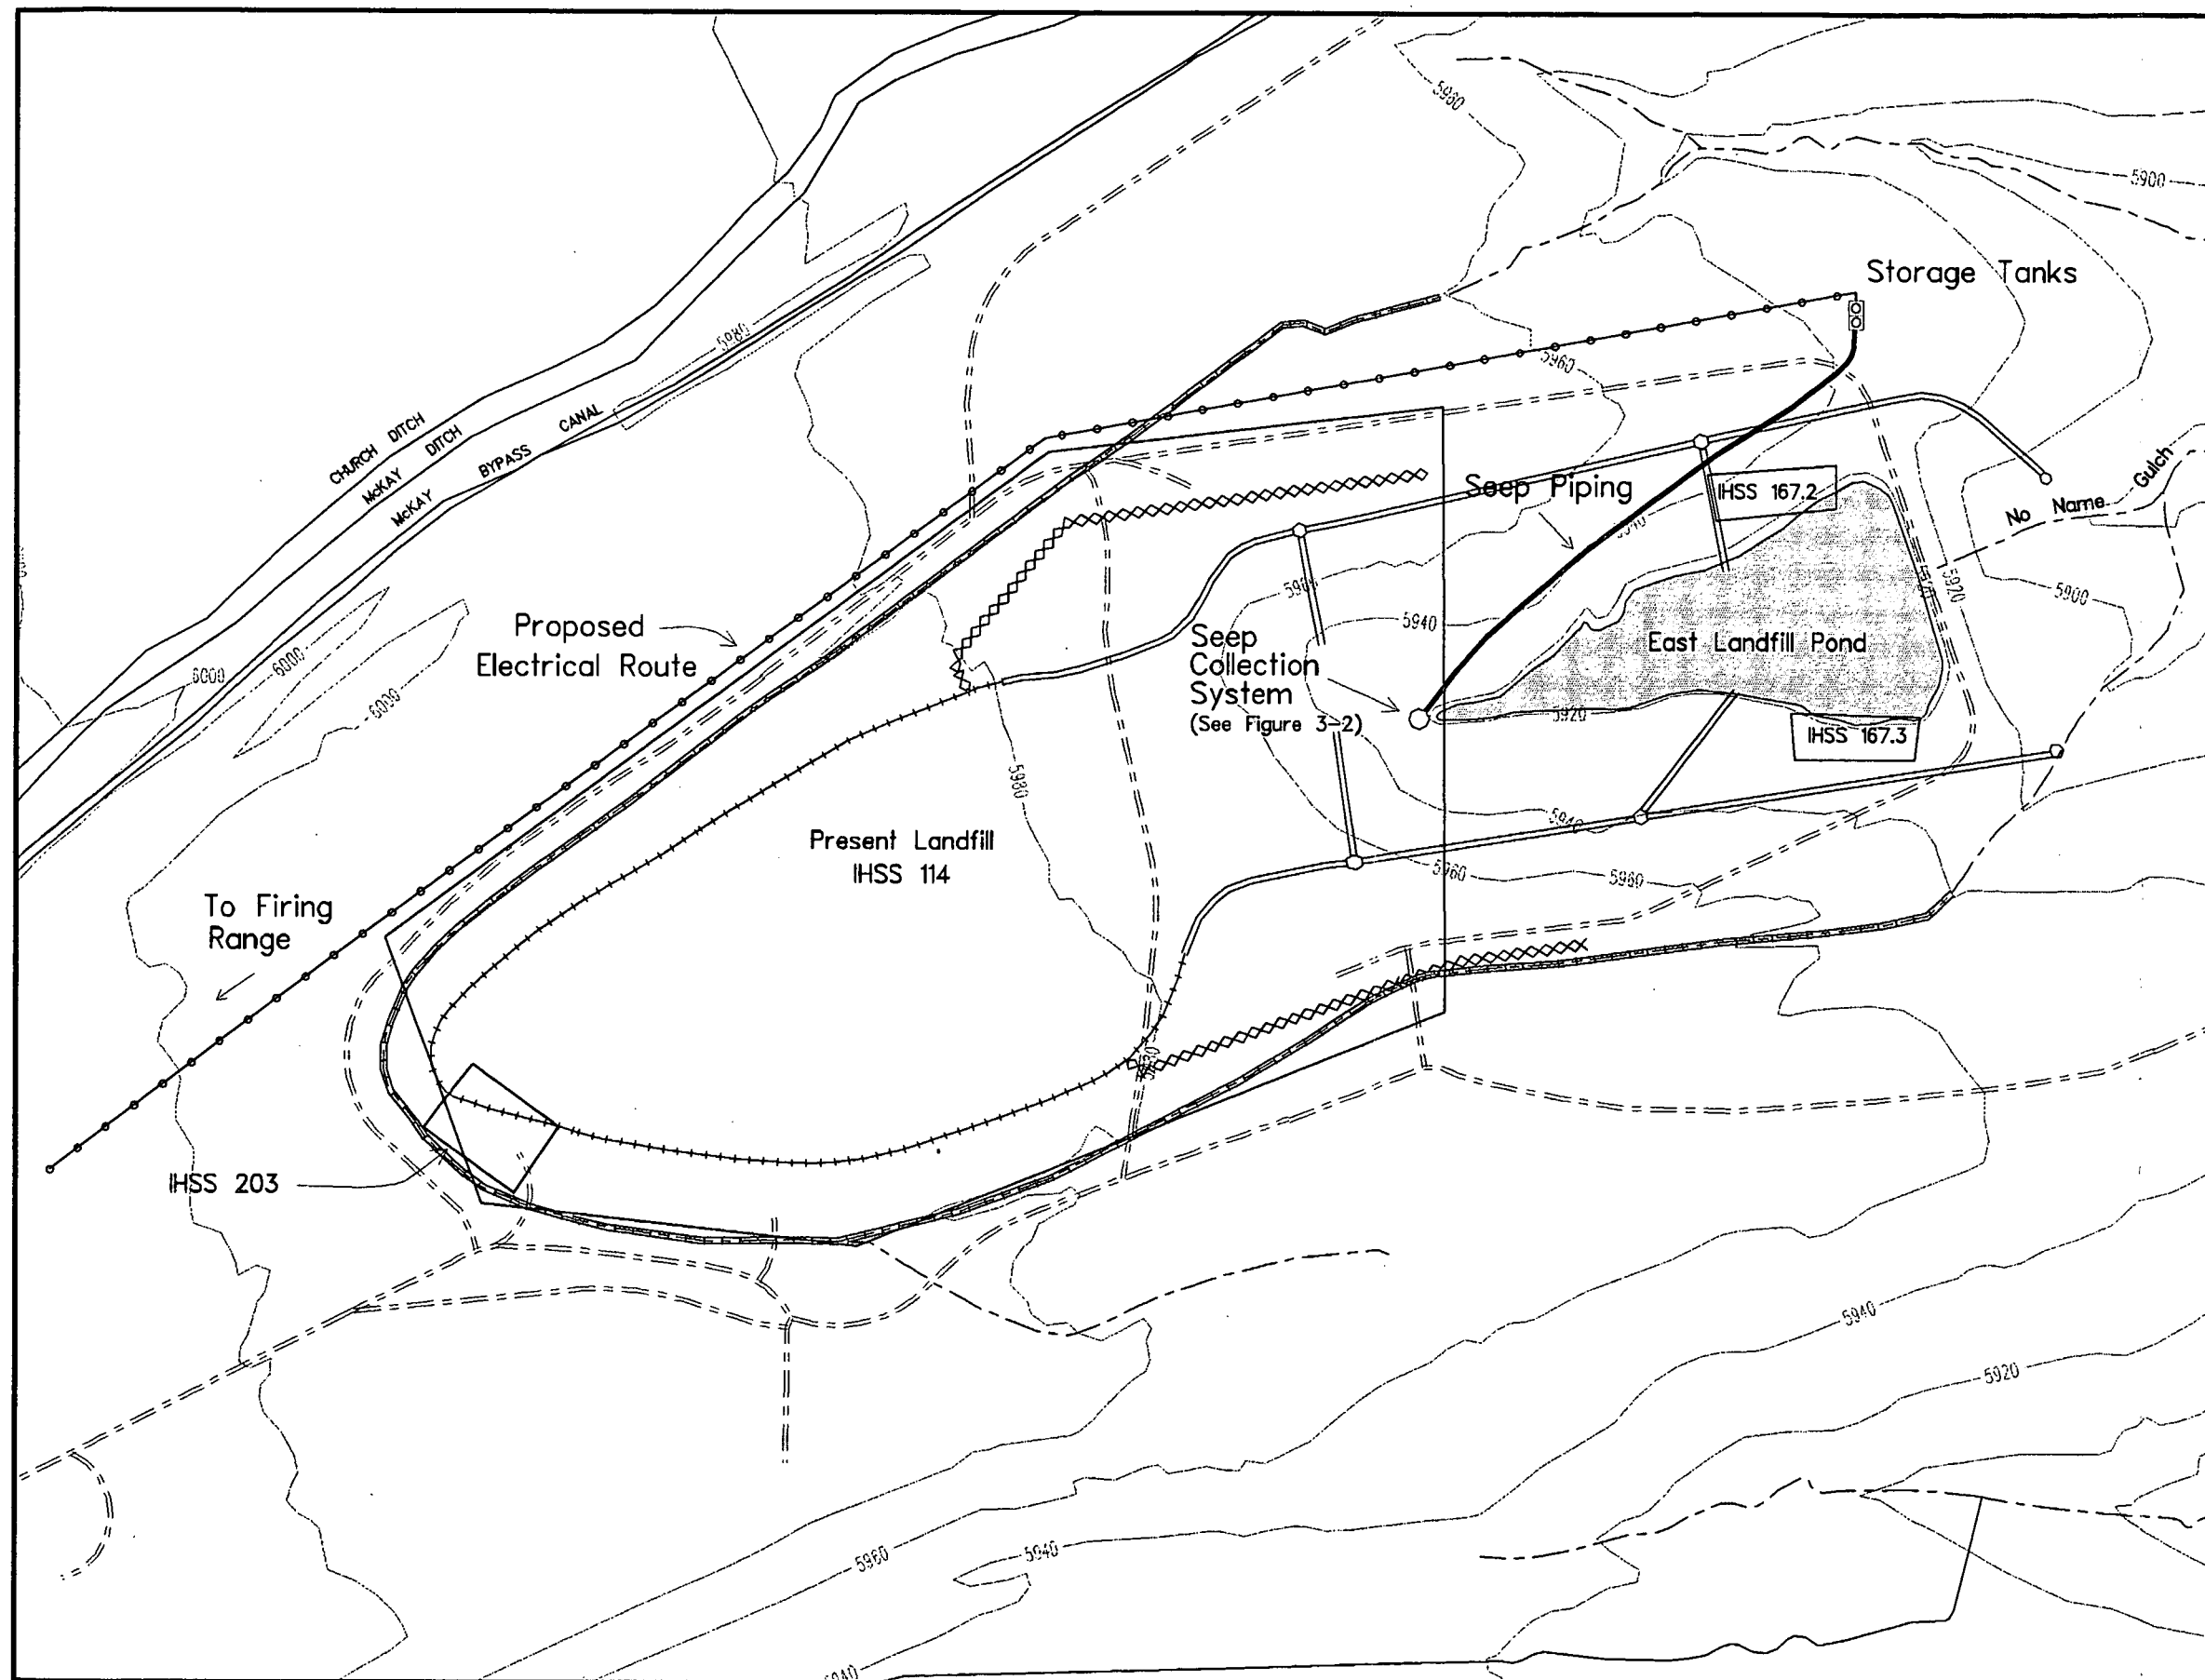 5960
5900
Storage Tanks
5980
5960
CHURCH DITCH
McKAY DITCH
McKAY BYPASS CANAL
Seep Piping
IHSS 167.2
No Name Gulch
5920
5900
5940
Proposed
Electrical Route
Seep
Collection
System
(See Figure 3-2)
East Landfill Pond
6000
6000
6000
5920
IHSS 167.3
5980
Present Landfill
IHSS 114
5940
5960
5960
To Firing
Range
5980
IHSS 203
5940
5920
5960
5940
5940